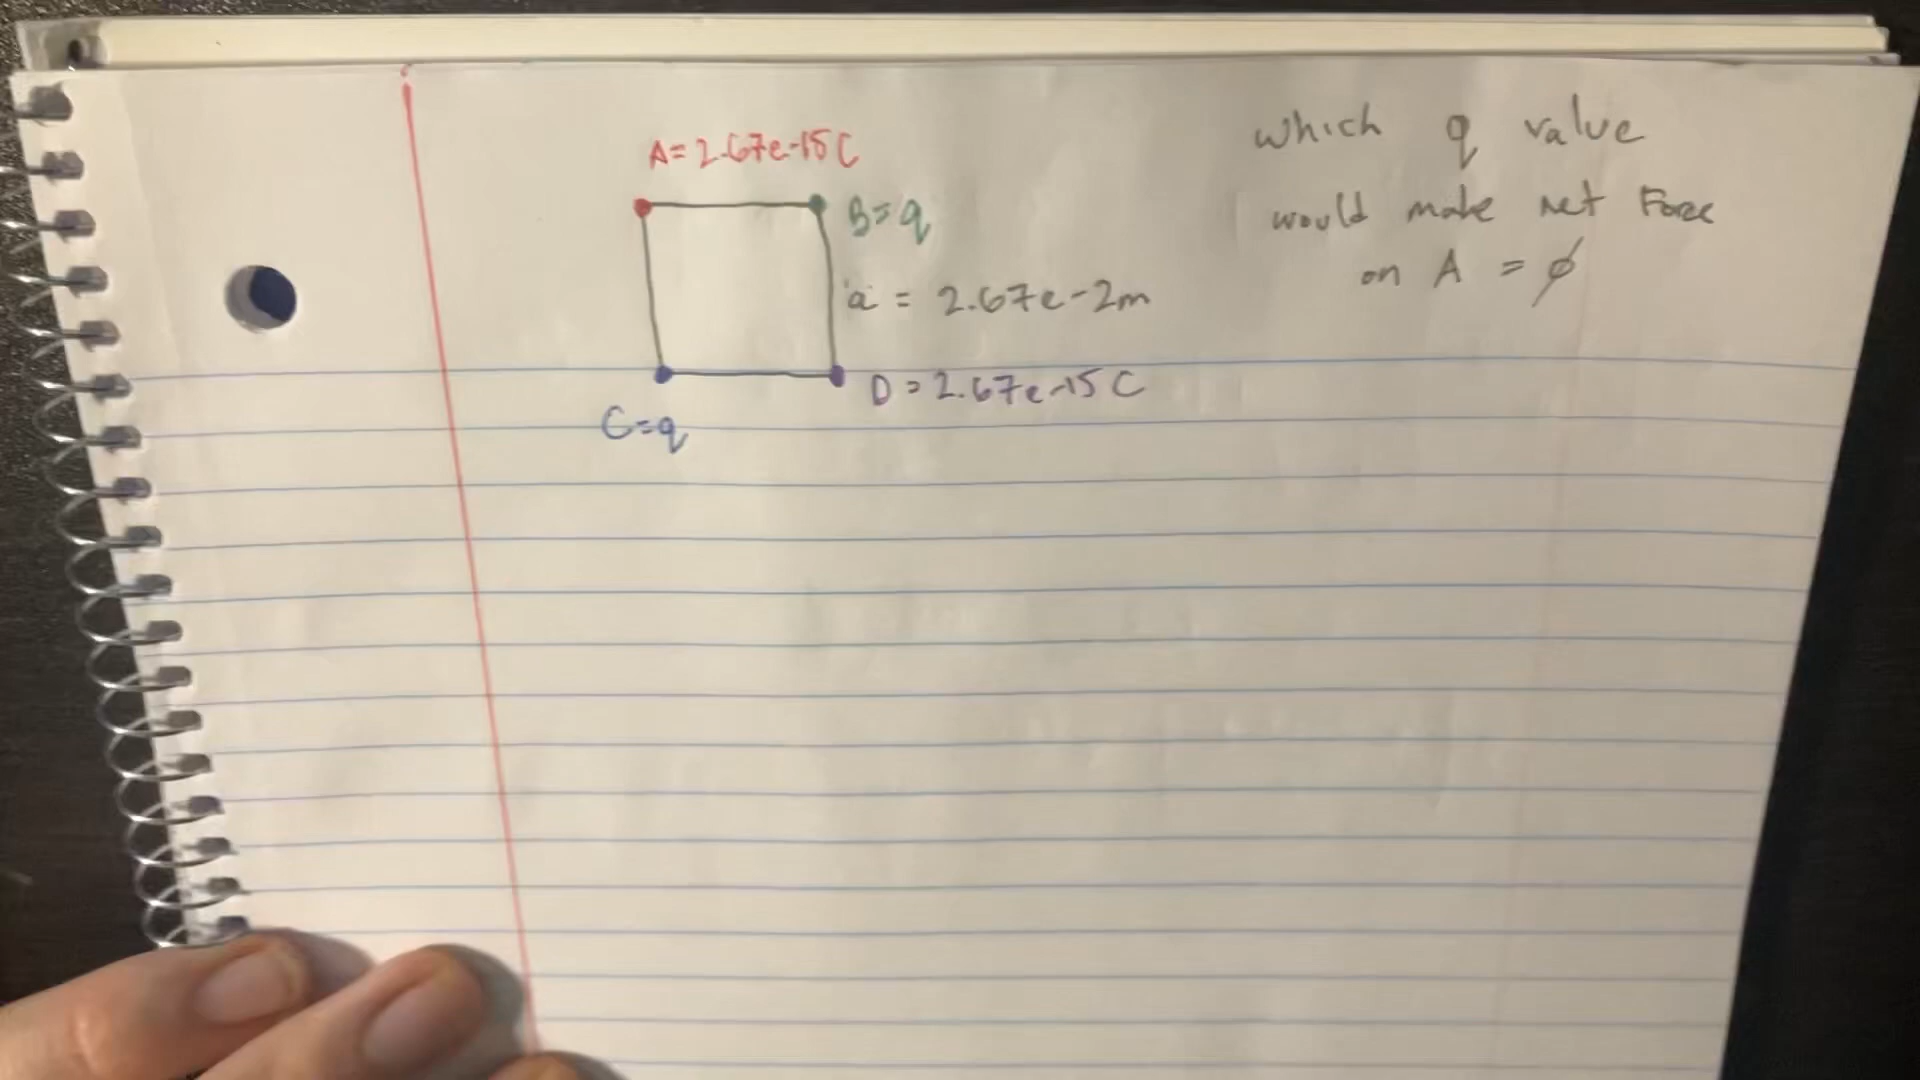 A= 2.67e-15 C
B=q
a = 2.67e-2m
D=2.67e-15 C
C=q
which q value
would make net Force
on A = ∅